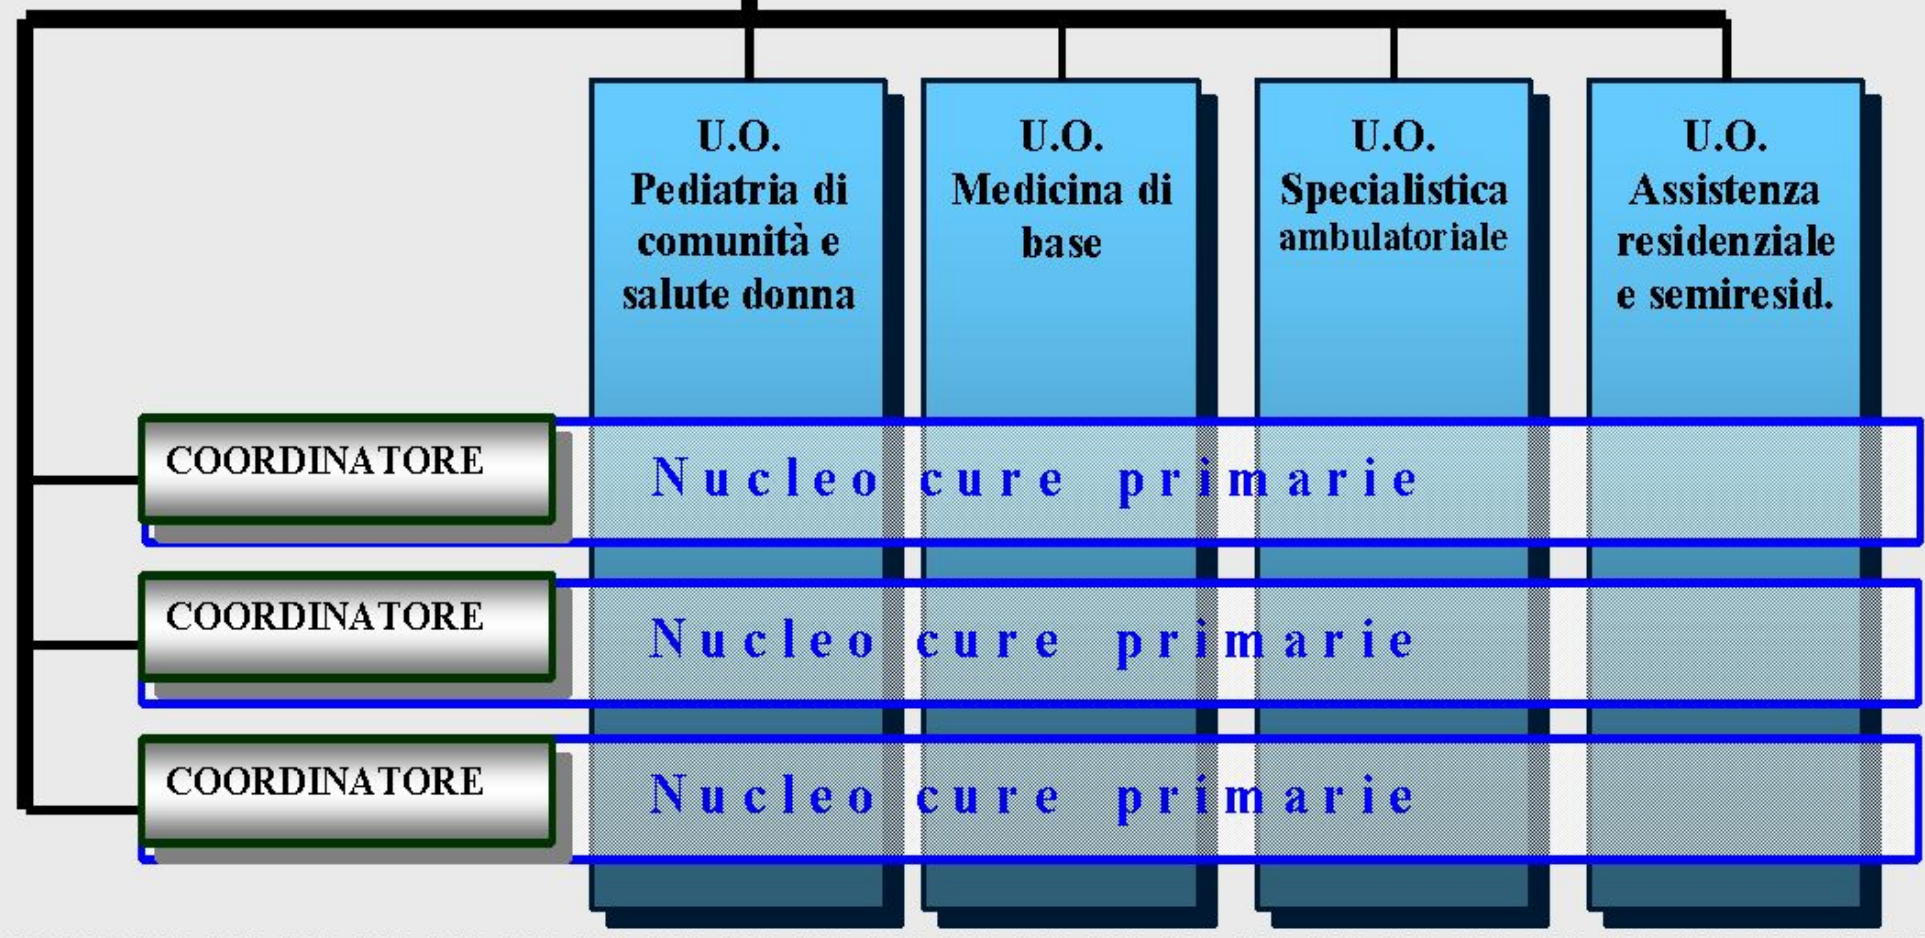 U.O.
Pediatria di
comunità e
salute donna
U.O.
Medicina di
base
U.O.
Specialistica
ambulatoriale
U.O.
Assistenza
residenziale
e semiresid.
COORDINATORE
Nucleo cure primarie
COORDINATORE
Nucleo cure primarie
COORDINATORE
Nucleo cure primarie